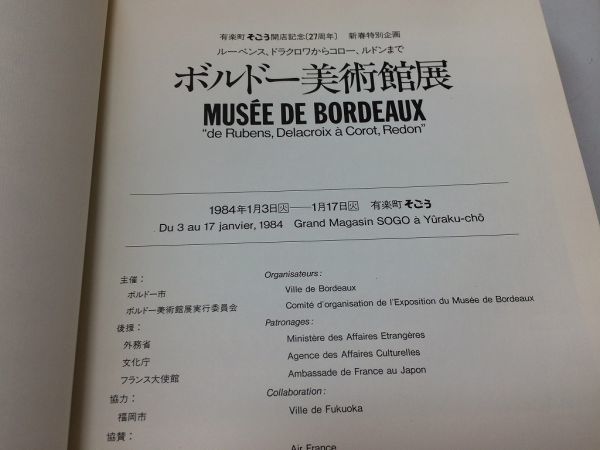 有楽町 そごう開店記念〔27周年〕 新春特別企画
ルーベンス、ドラクロワからコロー、ルドンまで
ボルドー美術館展
MUSÉE DE BORDEAUX
"de Rubens, Delacroix à Corot, Redon"
1984年1月3日㊋——1月17日㊋ 有楽町 そごう
Du 3 au 17 janvier, 1984 Grand Magasin SOGO à Yûraku-chô
主催: Organisateurs:
ボルドー市 Ville de Bordeaux
ボルドー美術館展実行委員会 Comité d'organisation de l'Exposition du Musée de Bordeaux
後援: Patronages:
外務省 Ministère des Affaires Etrangères
文化庁 Agence des Affaires Culturelles
フランス大使館 Ambassade de France au Japon
協力: Collaboration:
福岡市 Ville de Fukuoka
協賛:
Air France